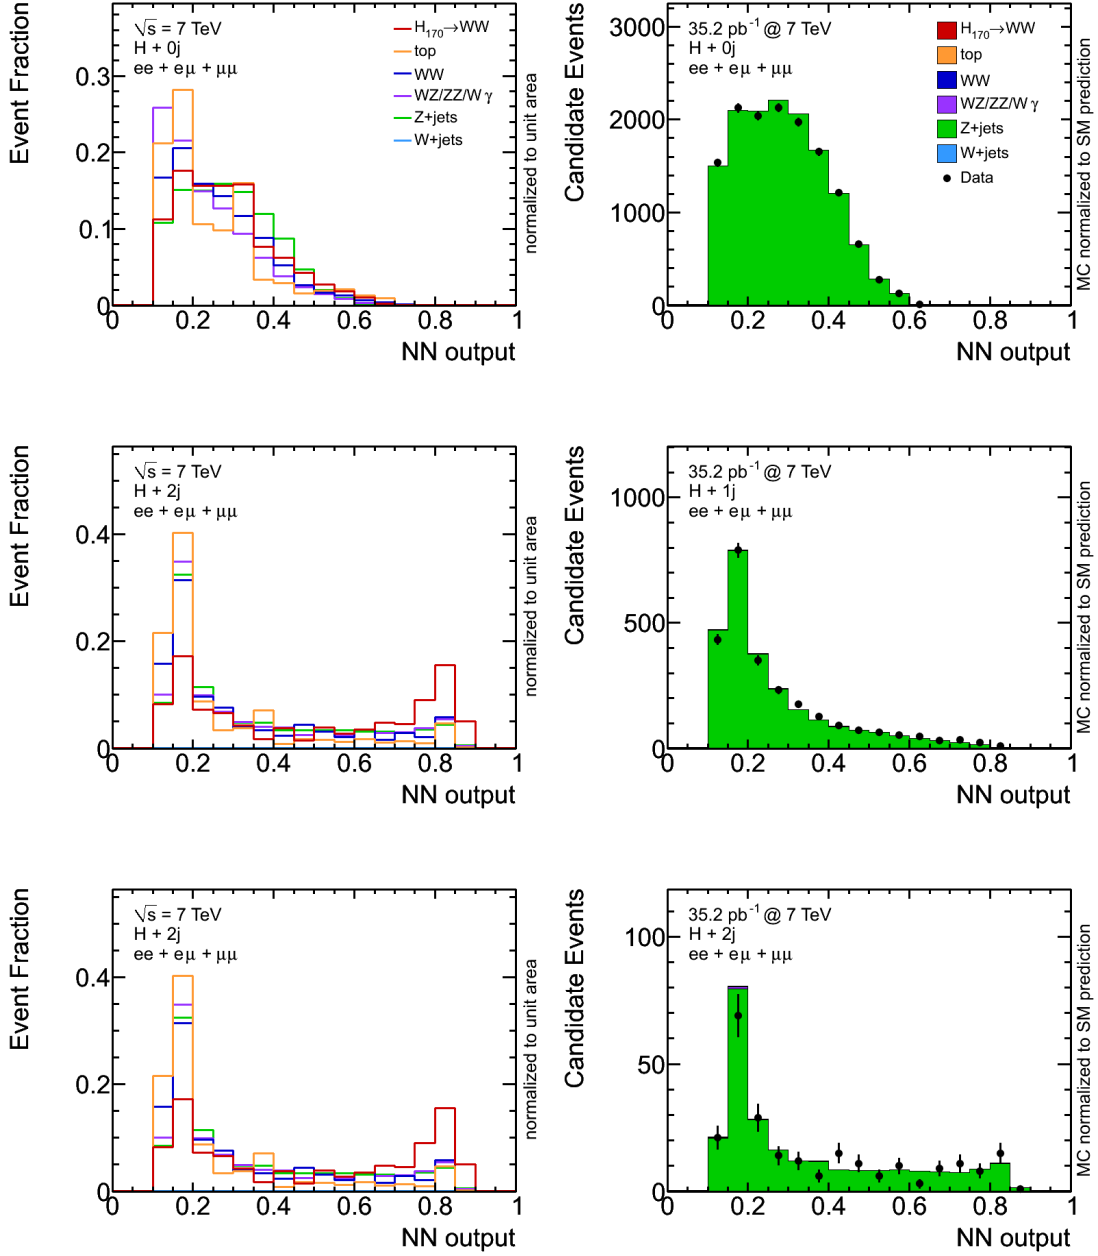 Event Fraction
√s = 7 TeV
H + 0j
ee + eμ + μμ
H₁₇₀→WW
top
WW
WZ/ZZ/Wγ
Z+jets
W+jets
normalized to unit area
0.3
0.2
0.1
0
0 0.2 0.4 0.6 0.8 1
NN output
Candidate Events
35.2 pb⁻¹ @ 7 TeV
H + 0j
ee + eμ + μμ
H₁₇₀→WW
top
WW
WZ/ZZ/Wγ
Z+jets
W+jets
Data
MC normalized to SM prediction
3000
2000
1000
0
0 0.2 0.4 0.6 0.8 1
NN output
Event Fraction
√s = 7 TeV
H + 2j
ee + eμ + μμ
normalized to unit area
0.4
0.2
0
0 0.2 0.4 0.6 0.8 1
NN output
Candidate Events
35.2 pb⁻¹ @ 7 TeV
H + 1j
ee + eμ + μμ
MC normalized to SM prediction
1000
500
0
0 0.2 0.4 0.6 0.8 1
NN output
Event Fraction
√s = 7 TeV
H + 2j
ee + eμ + μμ
normalized to unit area
0.4
0.2
0
0 0.2 0.4 0.6 0.8 1
NN output
Candidate Events
35.2 pb⁻¹ @ 7 TeV
H + 2j
ee + eμ + μμ
MC normalized to SM prediction
100
50
0
0 0.2 0.4 0.6 0.8 1
NN output